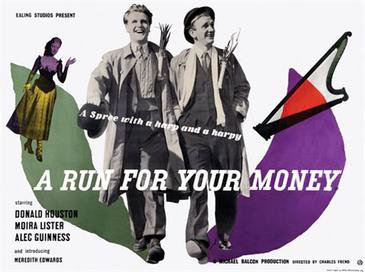 EALING STUDIOS PRESENT
A Spree with a harp and a harpy
A RUN FOR YOUR MONEY
starring
DONALD HOUSTON
MOIRA LISTER
ALEC GUINNESS
and introducing
MEREDITH EDWARDS
A MICHAEL BALCON PRODUCTION DIRECTED BY CHARLES FREND